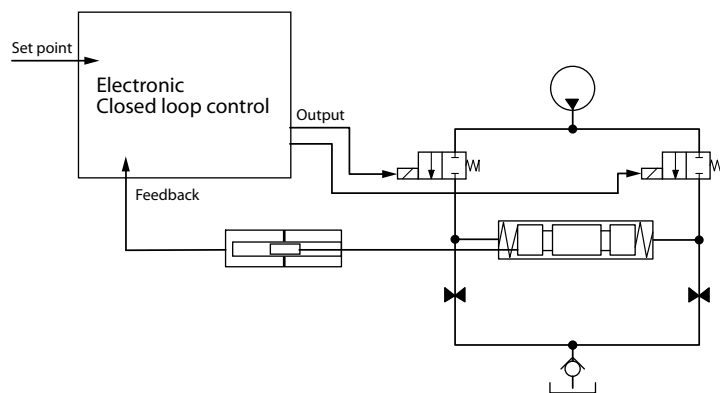 Set point
Electronic
Closed loop control
Output
Feedback